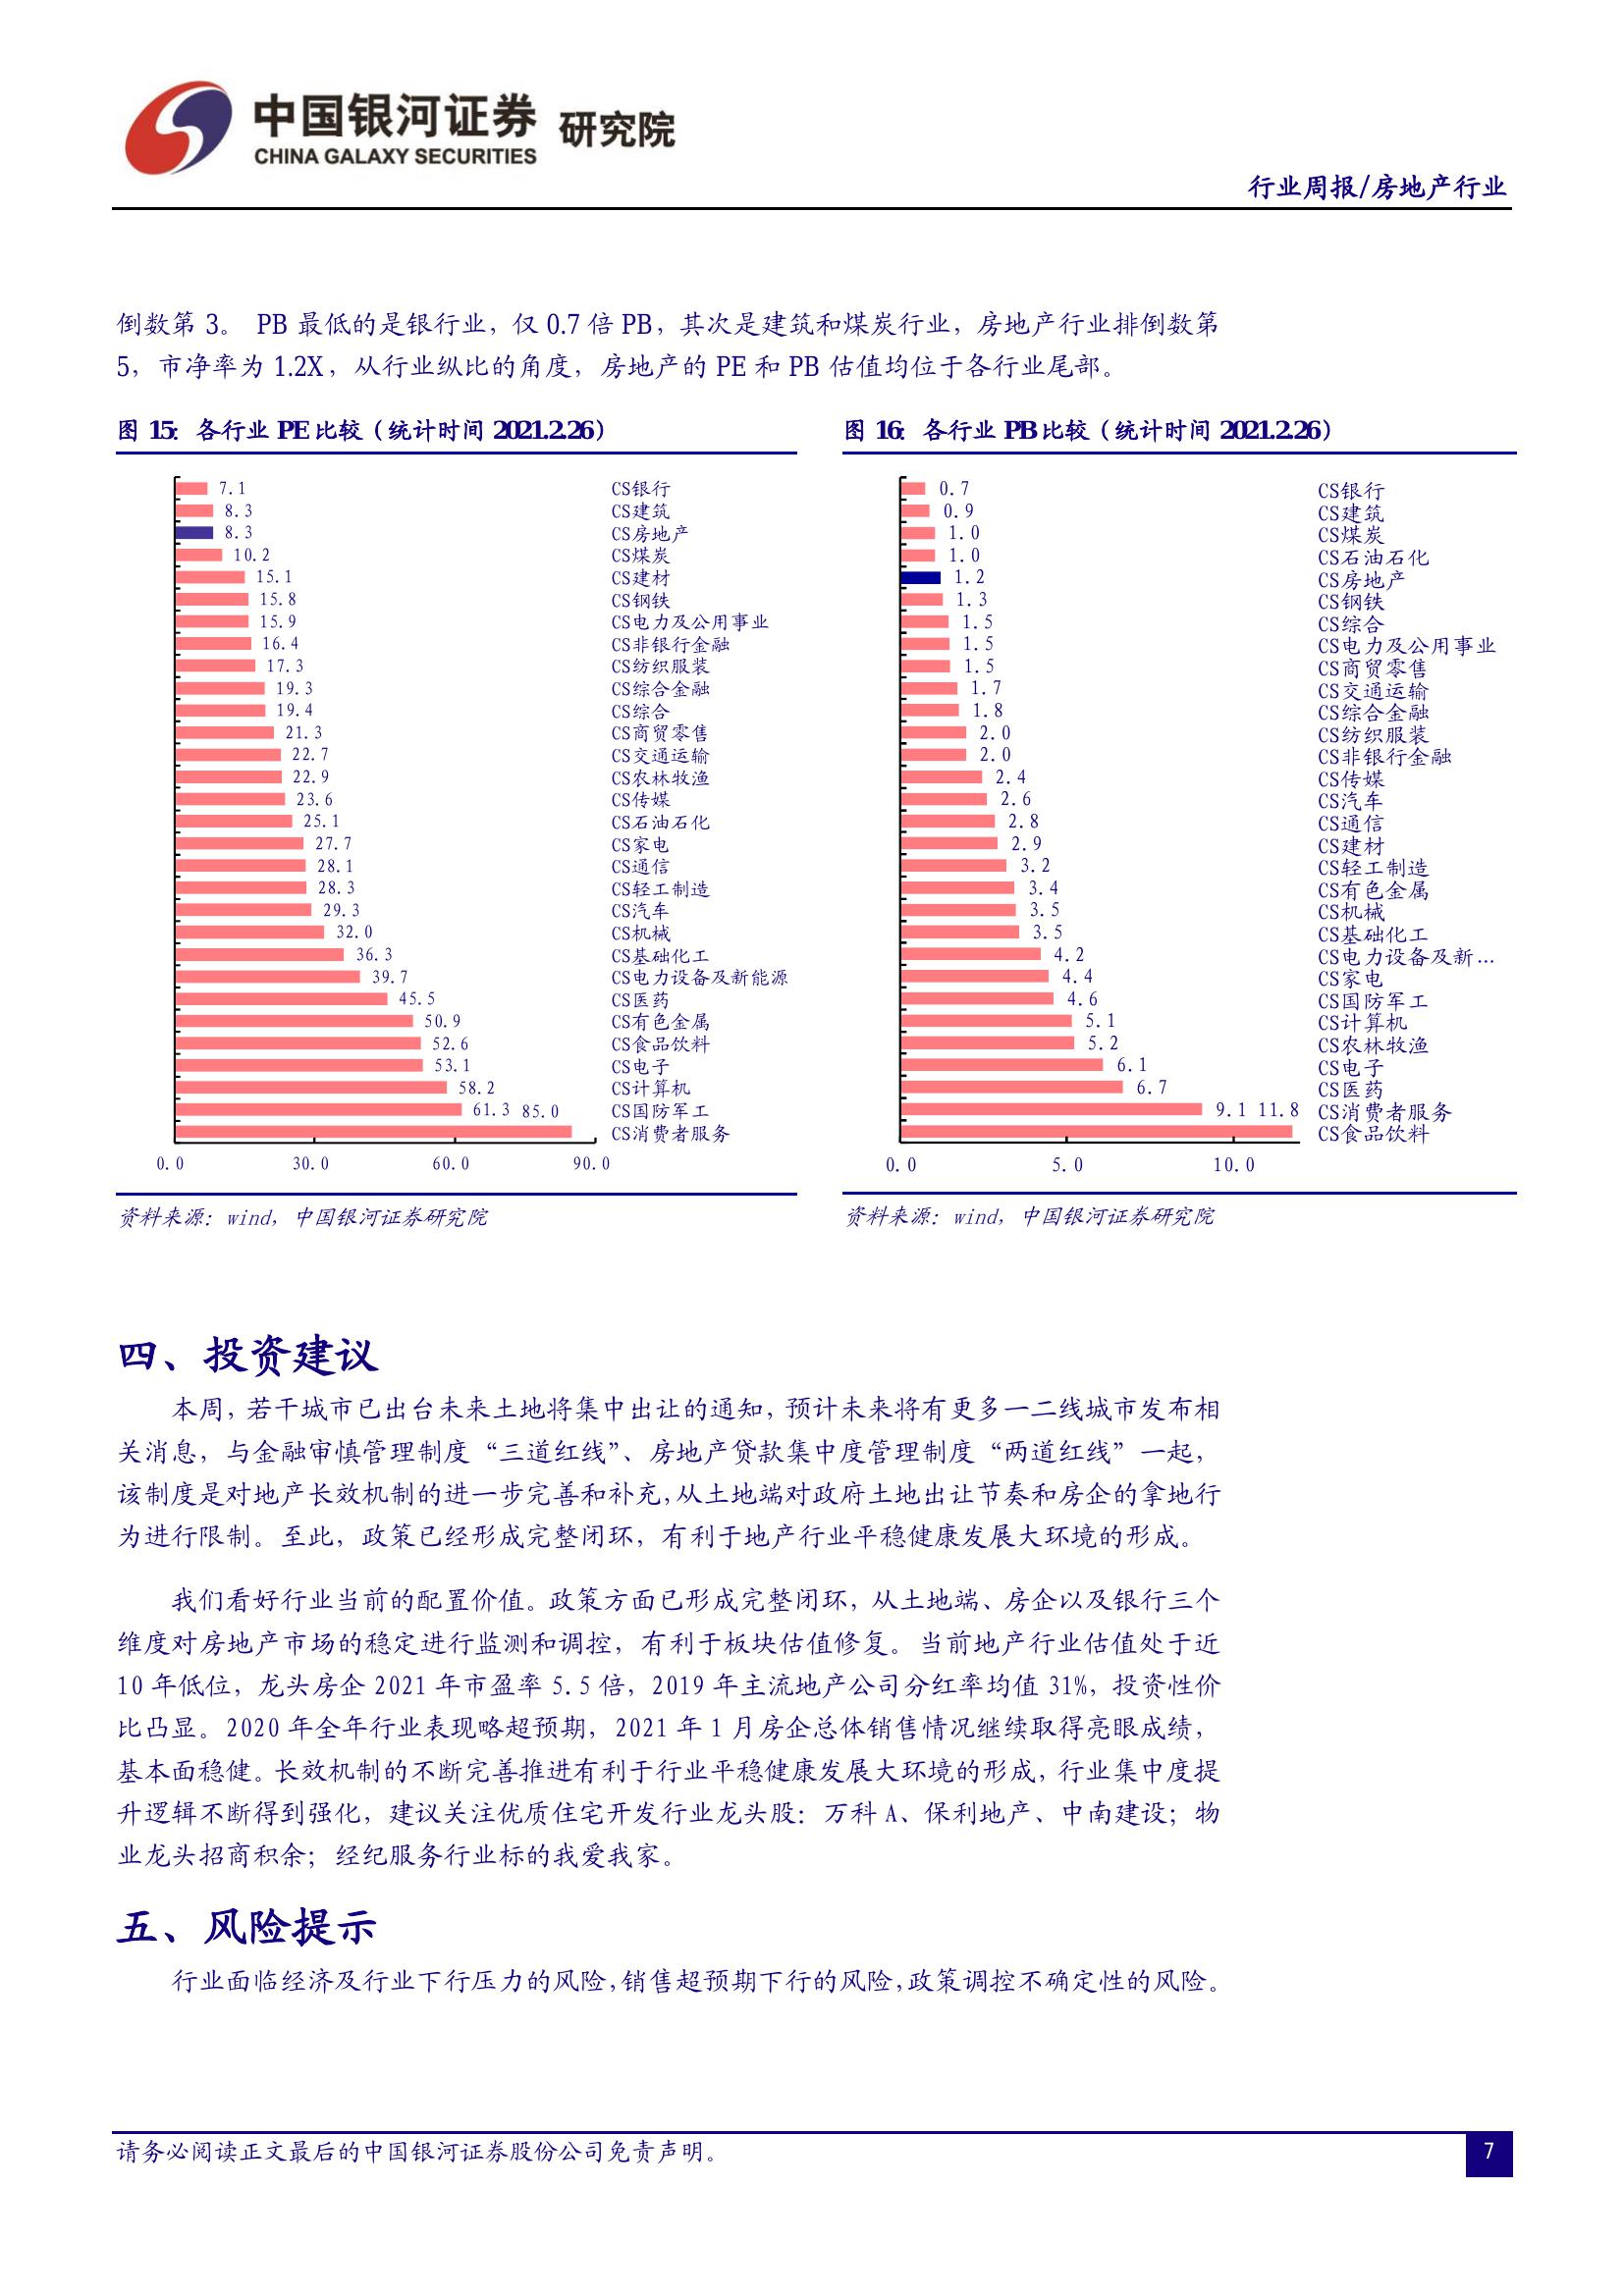 中国银河证券 研究院
CHINA GALAXY SECURITIES
行业周报/房地产行业
倒数第 3。 PB 最低的是银行业，仅 0.7 倍 PB，其次是建筑和煤炭行业，房地产行业排倒数第
5，市净率为 1.2X，从行业纵比的角度，房地产的 PE 和 PB 估值均位于各行业尾部。
图 15：各行业 PE 比较（统计时间 2021.2.26）
7.1 CS银行
8.3 CS建筑
8.3 CS房地产
10.2 CS煤炭
15.1 CS建材
15.8 CS钢铁
15.9 CS电力及公用事业
16.4 CS非银行金融
17.3 CS纺织服装
19.3 CS综合金融
19.4 CS综合
21.3 CS商贸零售
22.7 CS交通运输
22.9 CS农林牧渔
23.6 CS传媒
25.1 CS石油石化
27.7 CS家电
28.1 CS通信
28.3 CS轻工制造
29.3 CS汽车
32.0 CS机械
36.3 CS基础化工
39.7 CS电力设备及新能源
45.5 CS医药
50.9 CS有色金属
52.6 CS食品饮料
53.1 CS电子
58.2 CS计算机
61.3 85.0 CS国防军工
CS消费者服务
0.0 30.0 60.0 90.0
资料来源：wind，中国银河证券研究院
图 16：各行业 PB 比较（统计时间 2021.2.26）
0.7 CS银行
0.9 CS建筑
1.0 CS煤炭
1.0 CS石油石化
1.2 CS房地产
1.3 CS钢铁
1.5 CS综合
1.5 CS电力及公用事业
1.5 CS商贸零售
1.7 CS交通运输
1.8 CS综合金融
2.0 CS纺织服装
2.0 CS非银行金融
2.4 CS传媒
2.6 CS汽车
2.8 CS通信
2.9 CS建材
3.2 CS轻工制造
3.4 CS有色金属
3.5 CS机械
3.5 CS基础化工
4.2 CS电力设备及新...
4.4 CS家电
4.6 CS国防军工
5.1 CS计算机
5.2 CS农林牧渔
6.1 CS电子
6.7 CS医药
9.1 11.8 CS消费者服务
CS食品饮料
0.0 5.0 10.0
资料来源：wind，中国银河证券研究院
四、投资建议
本周，若干城市已出台未来土地将集中出让的通知，预计未来将有更多一二线城市发布相
关消息，与金融审慎管理制度“三道红线”、房地产贷款集中度管理制度“两道红线”一起，
该制度是对地产长效机制的进一步完善和补充，从土地端对政府土地出让节奏和房企的拿地行
为进行限制。至此，政策已经形成完整闭环，有利于地产行业平稳健康发展大环境的形成。
我们看好行业当前的配置价值。政策方面已形成完整闭环，从土地端、房企以及银行三个
维度对房地产市场的稳定进行监测和调控，有利于板块估值修复。当前地产行业估值处于近
10 年低位，龙头房企 2021 年市盈率 5.5 倍，2019 年主流地产公司分红率均值 31%，投资性价
比凸显。2020 年全年行业表现略超预期，2021 年 1 月房企总体销售情况继续取得亮眼成绩，
基本面稳健。长效机制的不断完善推进有利于行业平稳健康发展大环境的形成，行业集中度提
升逻辑不断得到强化，建议关注优质住宅开发行业龙头股：万科 A、保利地产、中南建设；物
业龙头招商积余；经纪服务行业标的我爱我家。
五、风险提示
行业面临经济及行业下行压力的风险，销售超预期下行的风险，政策调控不确定性的风险。
请务必阅读正文最后的中国银河证券股份公司免责声明。
7